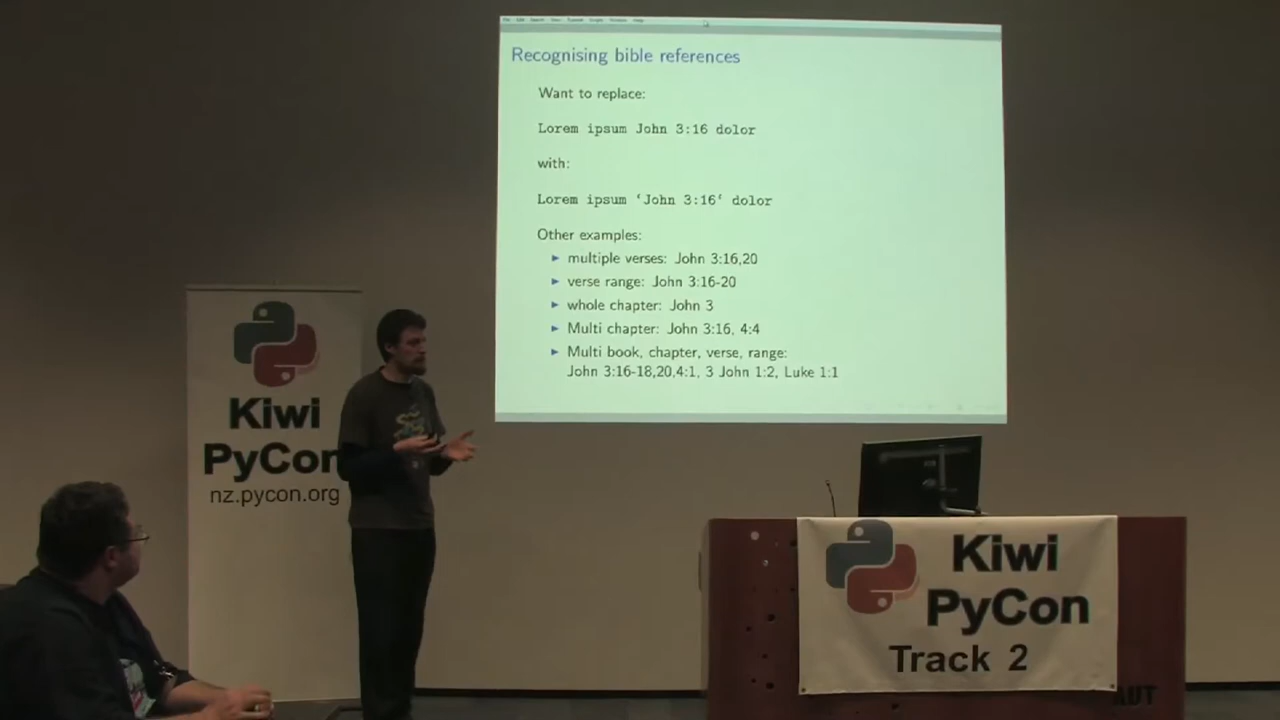 Recognising bible references
Want to replace:
Lorem ipsum John 3:16 dolor
with:
Lorem ipsum ‘John 3:16‘ dolor
Other examples:
► multiple verses: John 3:16,20
► verse range: John 3:16-20
► whole chapter: John 3
► Multi chapter: John 3:16, 4:4
► Multi book, chapter, verse, range:
John 3:16-18,20,4:1, 3 John 1:2, Luke 1:1
Kiwi
PyCon
nz.pycon.org
Kiwi
PyCon
Track 2
AUT